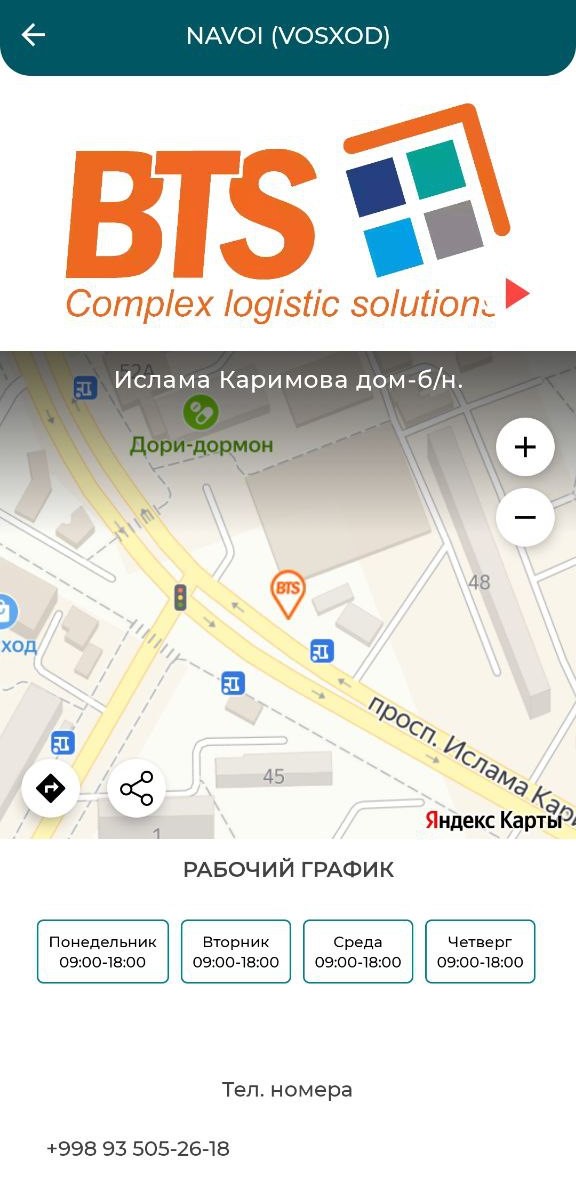 NAVOI (VOSXOD)
BTS
Complex logistic solutions
52A
Ислама Каримова дом-б/н.
Дори-дормон
BTS
48
ход
просп. Ислама Кари
45
1
Яндекс Карты
РАБОЧИЙ ГРАФИК
Понедельник
09:00-18:00
Вторник
09:00-18:00
Среда
09:00-18:00
Четверг
09:00-18:00
Тел. номера
+998 93 505-26-18